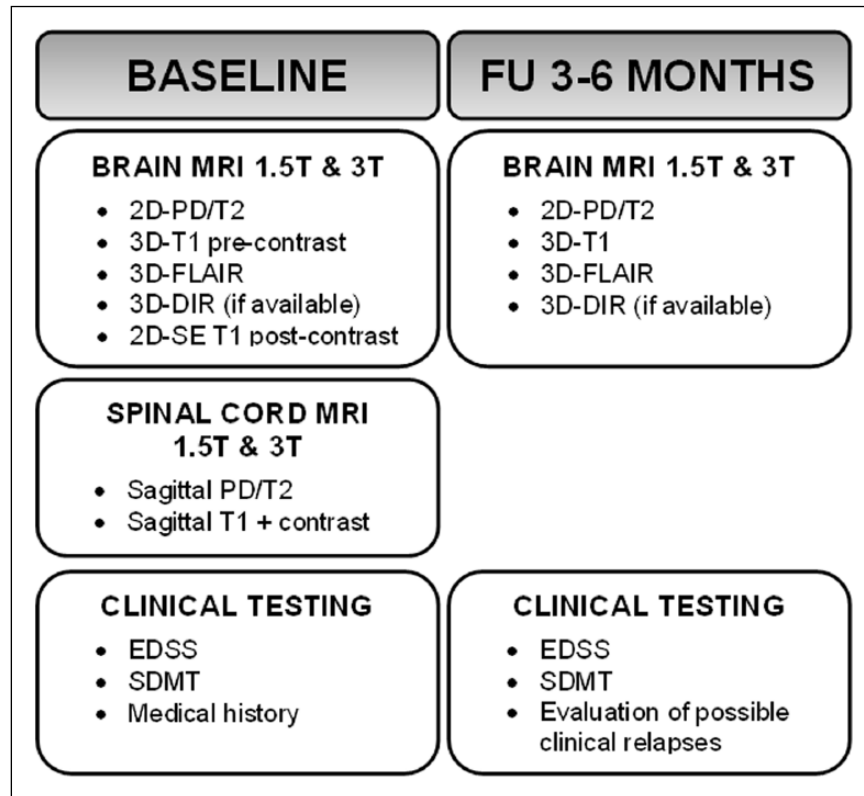 BASELINE
FU 3-6 MONTHS
BRAIN MRI 1.5T & 3T
• 2D-PD/T2
• 3D-T1 pre-contrast
• 3D-FLAIR
• 3D-DIR (if available)
• 2D-SE T1 post-contrast
BRAIN MRI 1.5T & 3T
• 2D-PD/T2
• 3D-T1
• 3D-FLAIR
• 3D-DIR (if available)
SPINAL CORD MRI
1.5T & 3T
• Sagittal PD/T2
• Sagittal T1 + contrast
CLINICAL TESTING
• EDSS
• SDMT
• Medical history
CLINICAL TESTING
• EDSS
• SDMT
• Evaluation of possible
clinical relapses